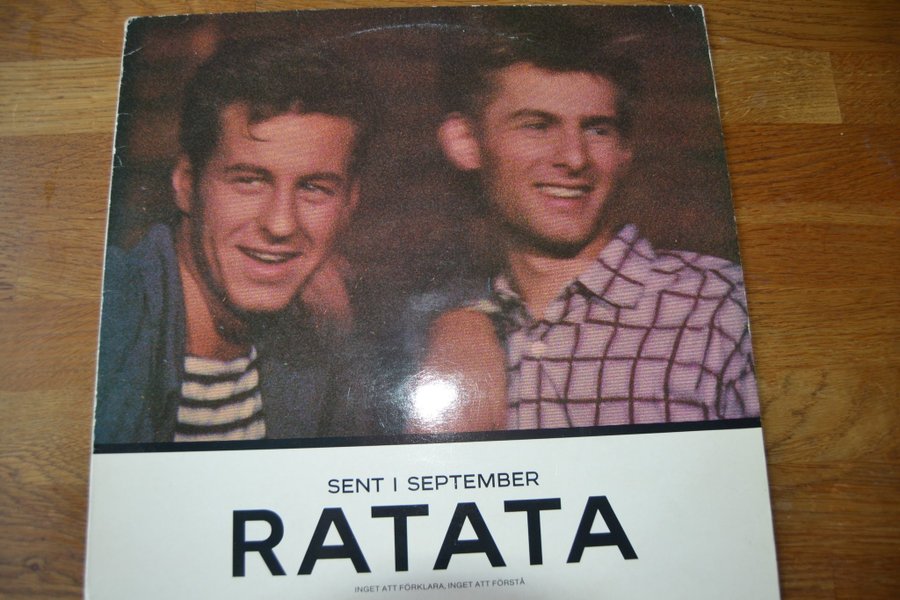 SENT I SEPTEMBER
RATATA
INGET ATT FÖRKLARA, INGET ATT FÖRSTÅ